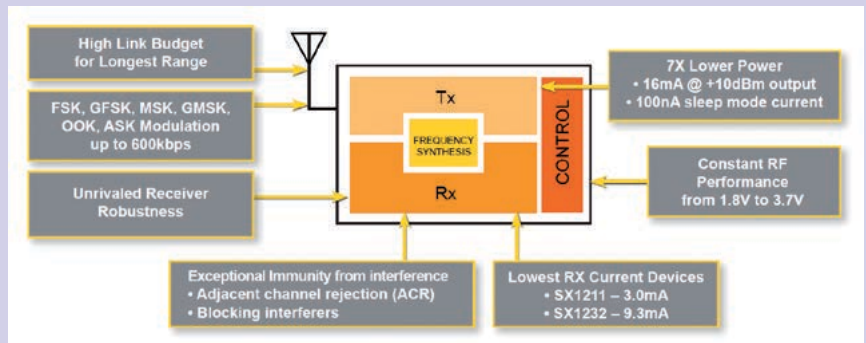 High Link Budget
for Longest Range
FSK, GFSK, MSK, GMSK,
OOK, ASK Modulation
up to 600kbps
Unrivaled Receiver
Robustness
Tx
FREQUENCY
SYNTHESIS
Rx
CONTROL
7X Lower Power
• 16mA @ +10dBm output
• 100nA sleep mode current
Constant RF
Performance
from 1.8V to 3.7V
Exceptional Immunity from interference
• Adjacent channel rejection (ACR)
• Blocking interferers
Lowest RX Current Devices
• SX1211 – 3.0mA
• SX1232 – 9.3mA